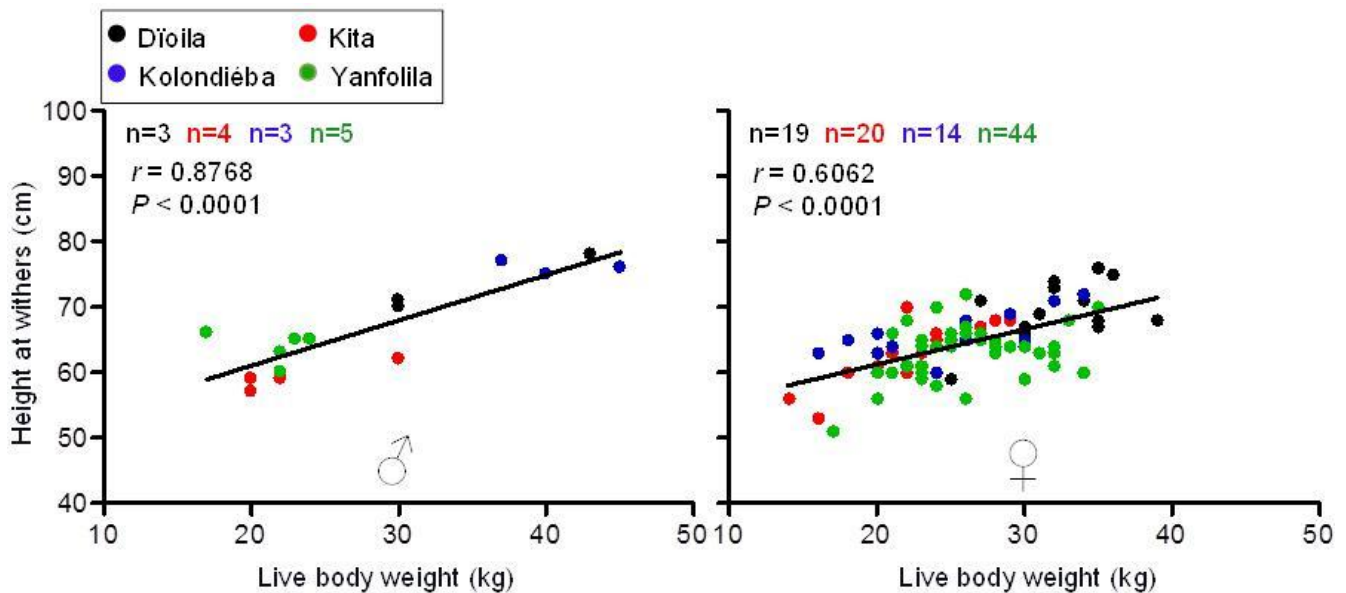 Dïoila Kita
Kolondiéba Yanfolila
Height at withers (cm)
100
90
80
70
60
50
40
n=3 n=4 n=3 n=5
r = 0.8768
P < 0.0001
10 20 30 40 50
Live body weight (kg)
n=19 n=20 n=14 n=44
r = 0.6062
P < 0.0001
10 20 30 40 50
Live body weight (kg)